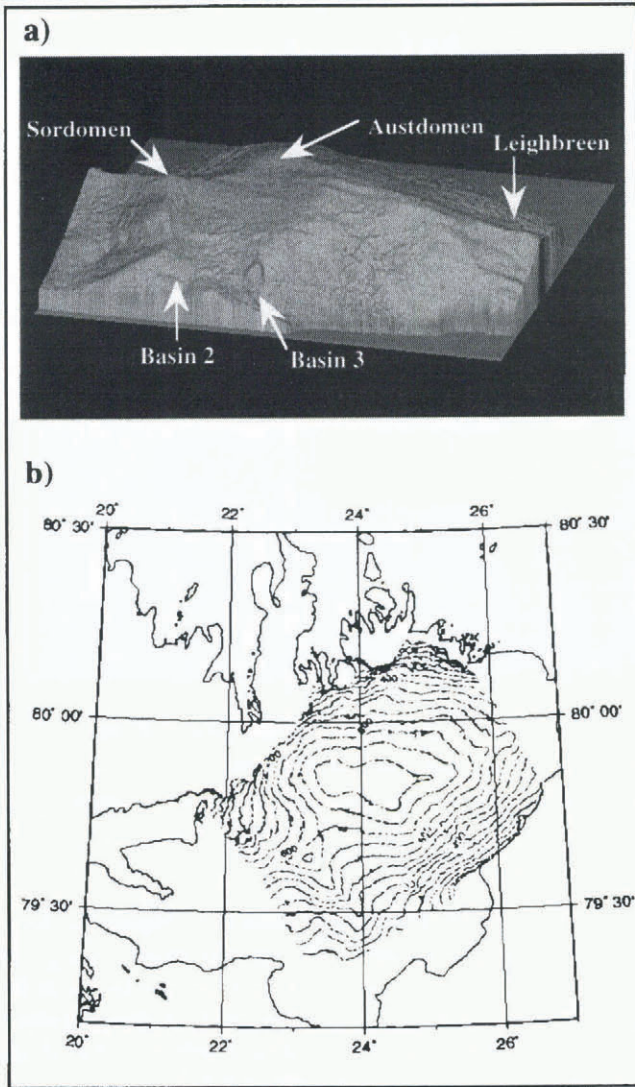 a)
Sordomen
Austdomen
Leighbreen
Basin 2
Basin 3
b)
20° 22° 24° 26°
80° 30' 80° 30'
80° 00' 80° 00'
79° 30' 79° 30'
20° 22° 24° 26°